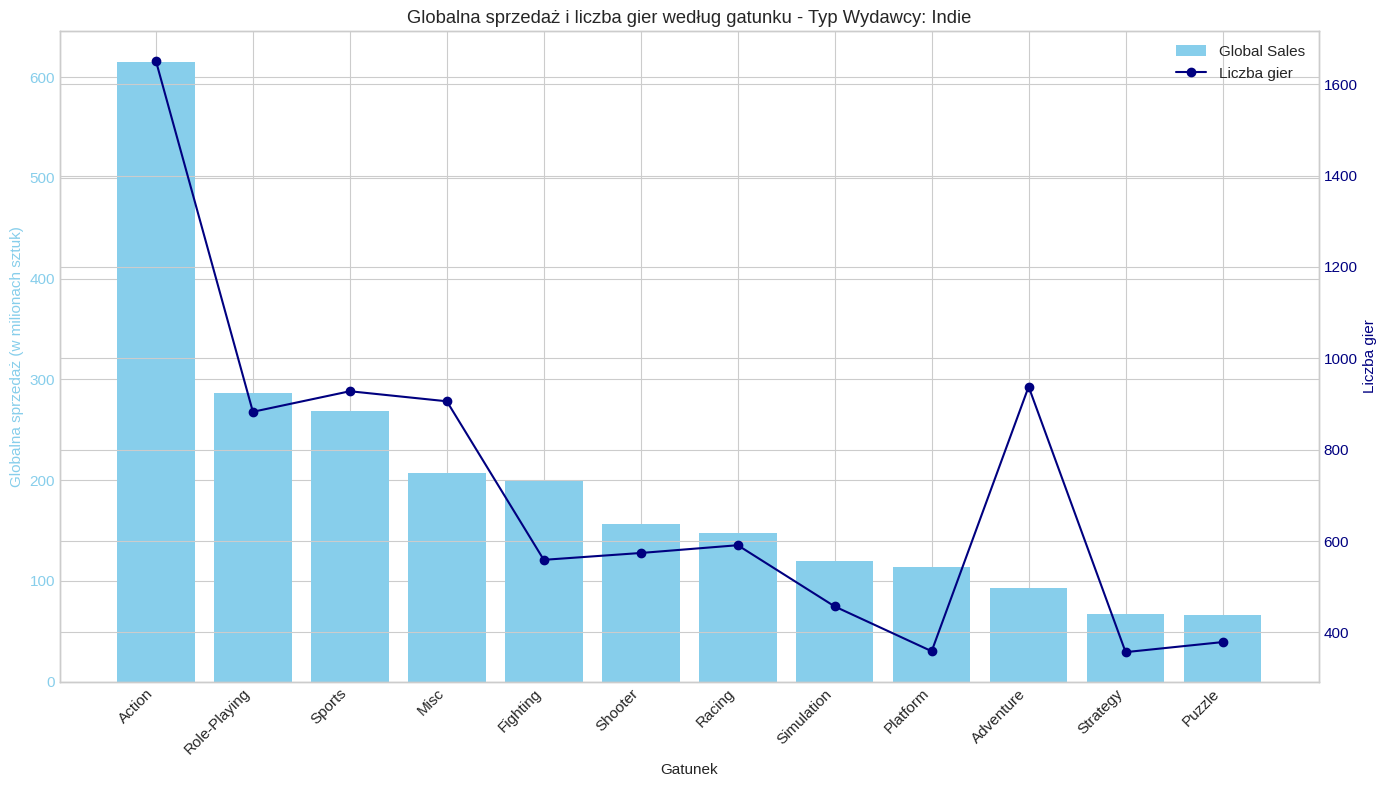 Globalna sprzedaż i liczba gier według gatunku - Typ Wydawcy: Indie
Global Sales
Liczba gier
Globalna sprzedaż (w milionach sztuk)
600
500
400
300
200
100
0
1600
1400
1200
1000
800
600
400
Liczba gier
Action
Role-Playing
Sports
Misc
Fighting
Shooter
Racing
Simulation
Platform
Adventure
Strategy
Puzzle
Gatunek